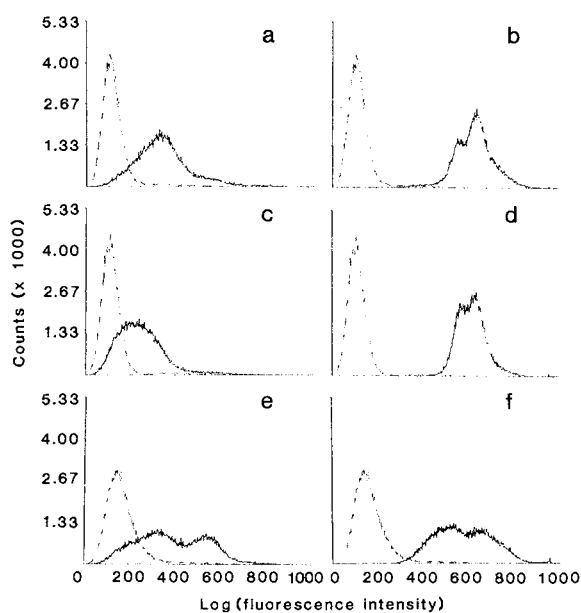 5.33 a b
4.00
2.67
1.33
5.33 c d
4.00
2.67
1.33
Counts (x 1000)
5.33 e f
4.00
2.67
1.33
0 200 400 600 800 1000 0 200 400 600 800 1000
Log (fluorescence intensity)